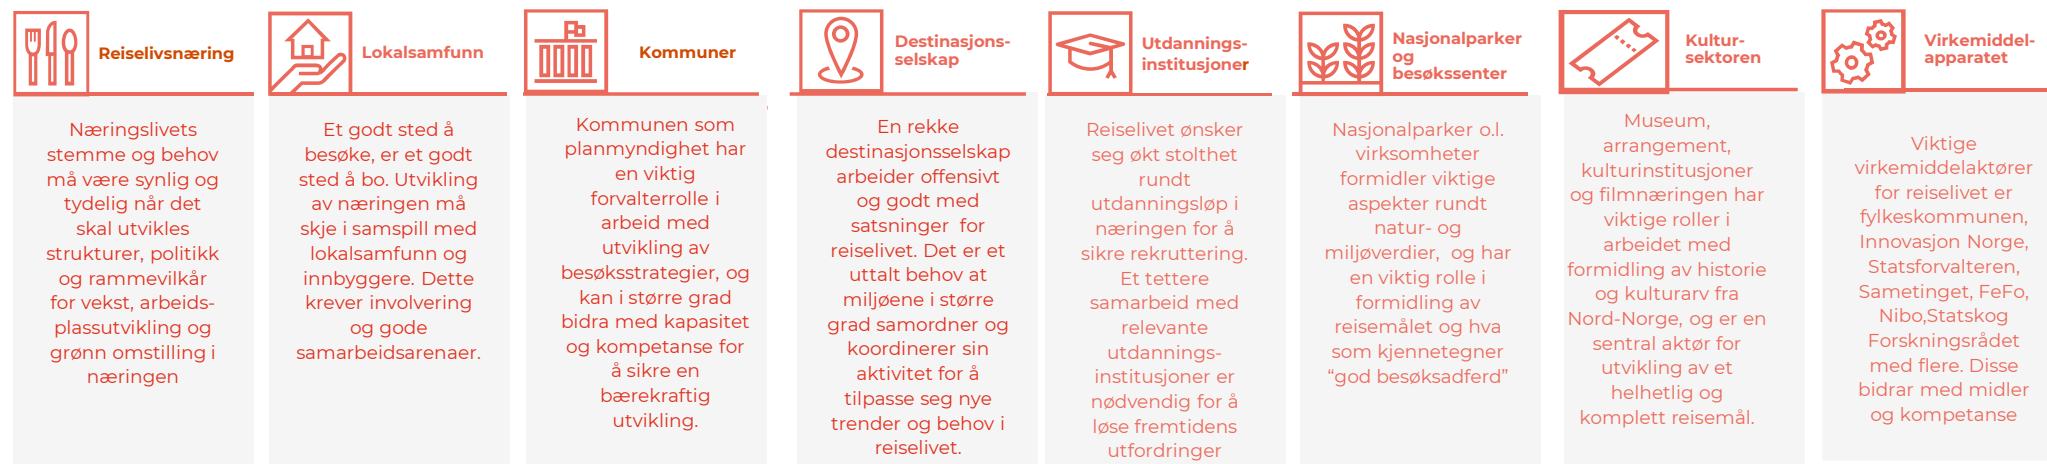 Reiselivsnæring
Næringslivets
stemme og behov
må være synlig og
tydelig når det
skal utvikles
strukturer, politikk
og rammevilkår
for vekst, arbeids-
plassutvikling og
grønn omstilling i
næringen
Lokalsamfunn
Et godt sted å
besøke, er et godt
sted å bo. Utvikling
av næringen må
skje i samspill med
lokalsamfunn og
innbyggere. Dette
krever involvering
og gode
samarbeidsarenaer.
Kommuner
Kommunen som
planmyndighet har
en viktig
forvalterrolle i
arbeid med
utvikling av
besøksstrategier, og
kan i større grad
bidra med kapasitet
og kompetanse for
å sikre en
bærekraftig
utvikling.
Destinasjons-
selskap
En rekke
destinasjonsselskap
arbeider offensivt
og godt med
satsninger  for
reiselivet. Det er et
uttalt behov at
miljøene i større
grad samordner og
koordinerer sin
aktivitet for å
tilpasse seg nye
trender og behov i
reiselivet.
Utdannings-
institusjoner
Reiselivet ønsker
seg økt stolthet
rundt
utdanningsløp i
næringen for å
sikre rekruttering.
Et tettere
samarbeid med
relevante
utdannings-
institusjoner er
nødvendig for å
løse fremtidens
utfordringer
Nasjonalparker
og
besøkssenter
Nasjonalparker o.l.
virksomheter
formidler viktige
aspekter rundt
natur- og
miljøverdier,  og har
en viktig rolle i
formidling av
reisemålet og hva
som kjennetegner
“god besøksadferd”
Kultur-
sektoren
Museum,
arrangement,
kulturinstitusjoner
og filmnæringen har
viktige roller i
arbeidet med
formidling av historie
og kulturarv fra
Nord-Norge, og er en
sentral aktør for
utvikling av et
helhetlig og
komplett reisemål.
Virkemiddel-
apparatet
Viktige
virkemiddelaktører
for reiselivet er
fylkeskommunen,
Innovasjon Norge,
Statsforvalteren,
Sametinget, FeFo,
Nibo,Statskog
Forskningsrådet
med flere. Disse
bidrar med midler
og kompetanse